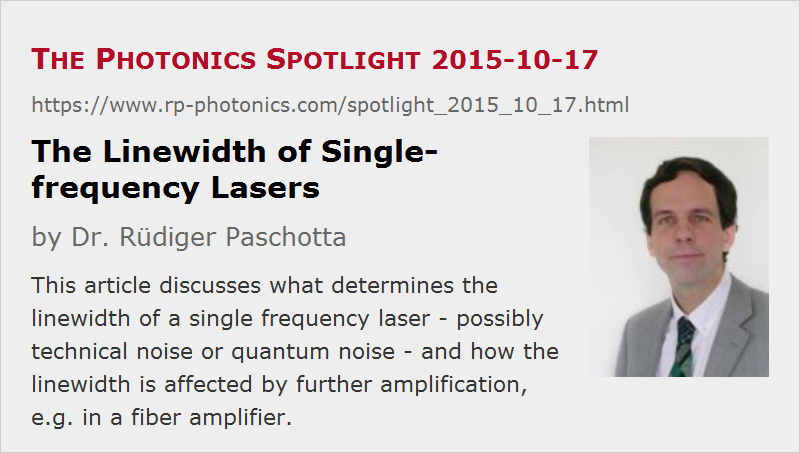 The Photonics Spotlight 2015-10-17
https://www.rp-photonics.com/spotlight_2015_10_17.html
The Linewidth of Single-
frequency Lasers
by Dr. Rüdiger Paschotta
This article discusses what determines the
linewidth of a single frequency laser - possibly
technical noise or quantum noise - and how the
linewidth is affected by further amplification,
e.g. in a fiber amplifier.